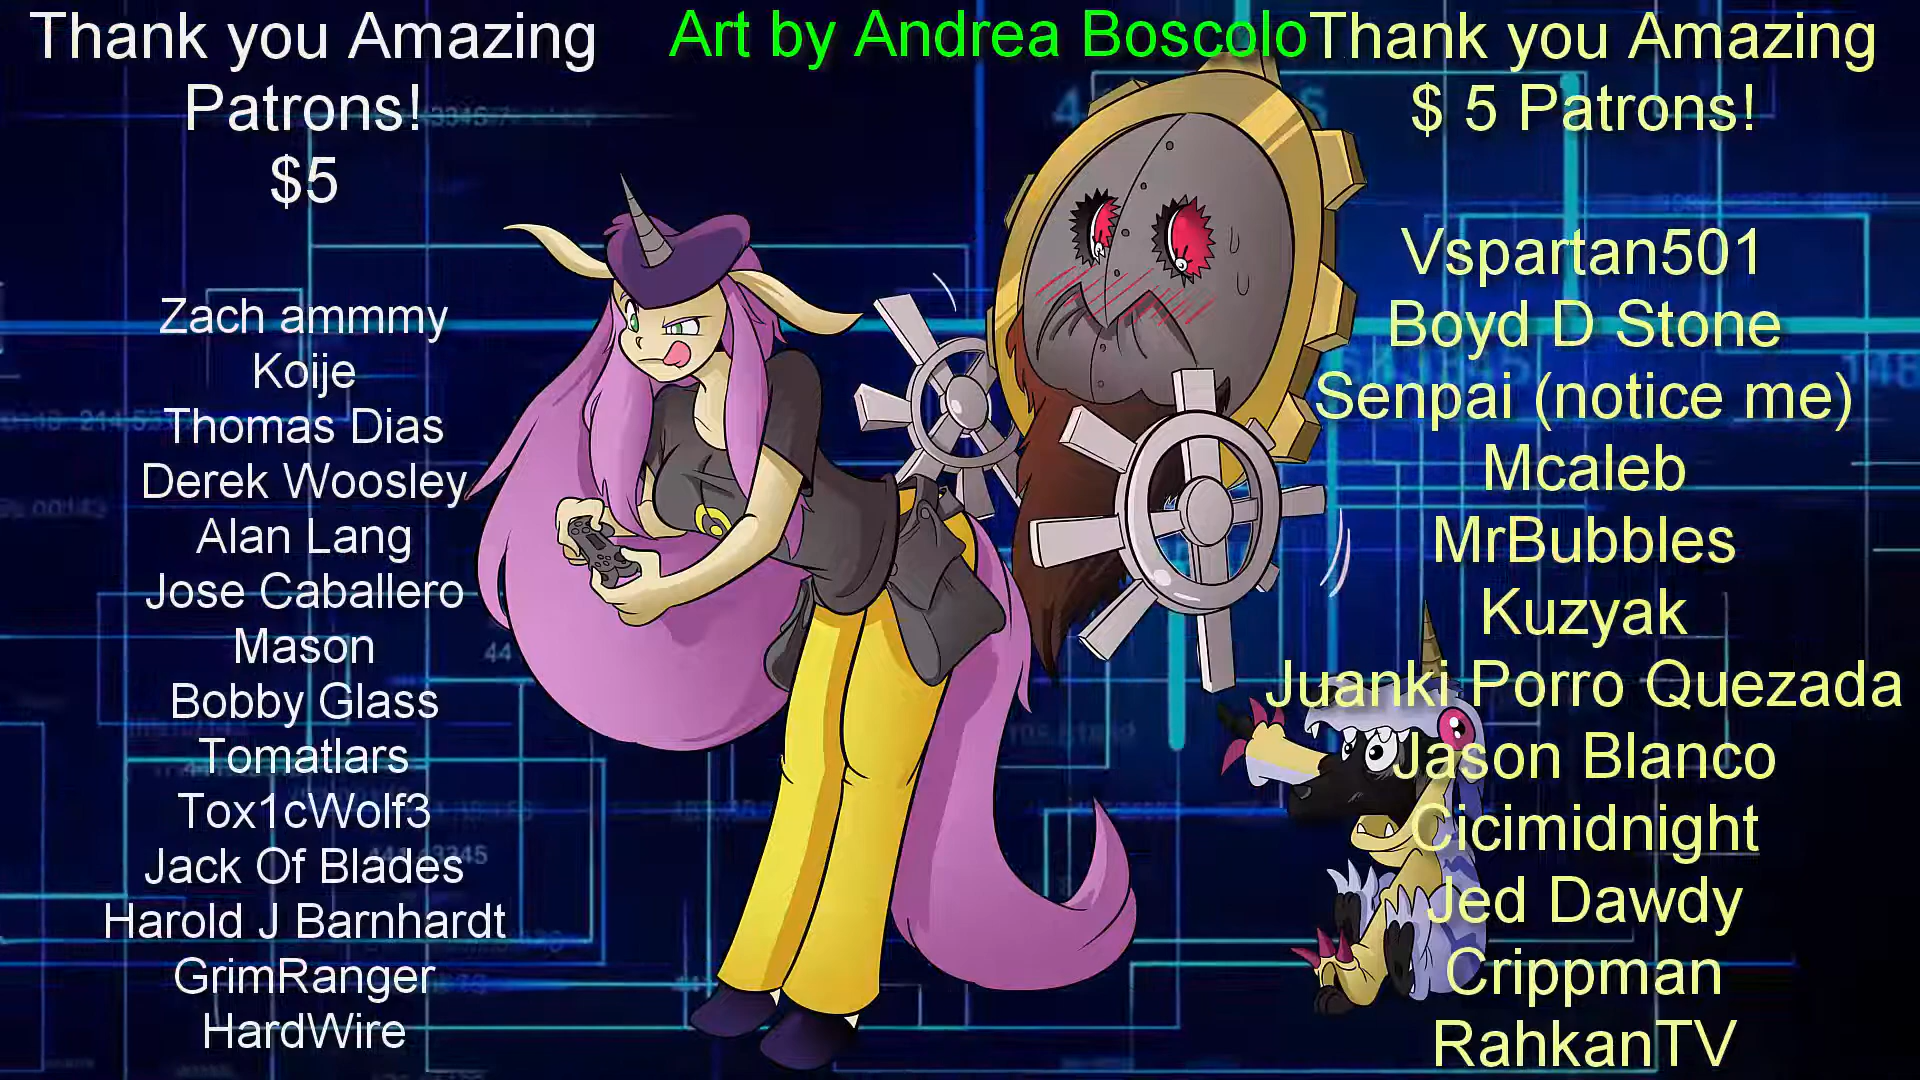 Thank you Amazing
Patrons!
$5
Zach ammmy
Koije
Thomas Dias
Derek Woosley
Alan Lang
Jose Caballero
Mason
Bobby Glass
Tomatlars
Tox1cWolf3
Jack Of Blades
Harold J Barnhardt
GrimRanger
HardWire
Art by Andrea Boscolo
Thank you Amazing
$ 5 Patrons!
Vspartan501
Boyd D Stone
Senpai (notice me)
Mcaleb
MrBubbles
Kuzyak
Juanki Porro Quezada
Jason Blanco
Cicimidnight
Jed Dawdy
Crippman
RahkanTV